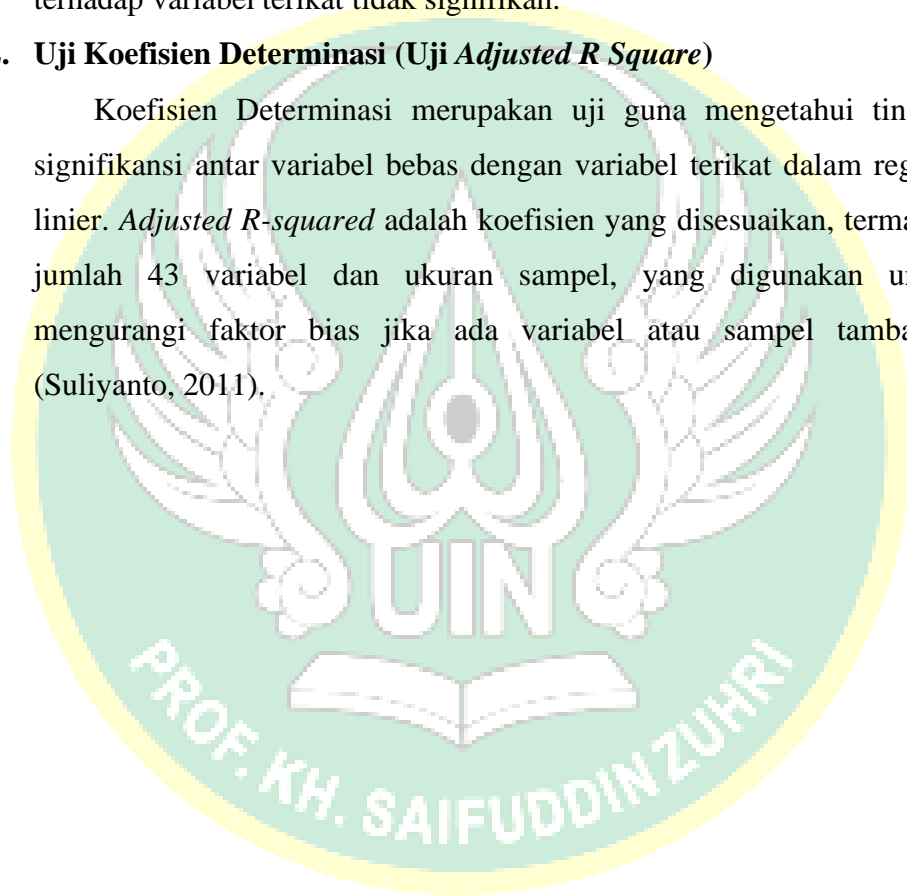 terhadap variabel terikat tidak signifikan.
Uji Koefisien Determinasi (Uji Adjusted R Square)
Koefisien Determinasi merupakan uji guna mengetahui tin
signifikansi antar variabel bebas dengan variabel terikat dalam reg
linier. Adjusted R-squared adalah koefisien yang disesuaikan, terma
jumlah 43 variabel dan ukuran sampel, yang digunakan u
mengurangi faktor bias jika ada variabel atau sampel tamba
(Suliyanto, 2011).
UIN
PROF. KH. SAIFUDDIN ZUHRI